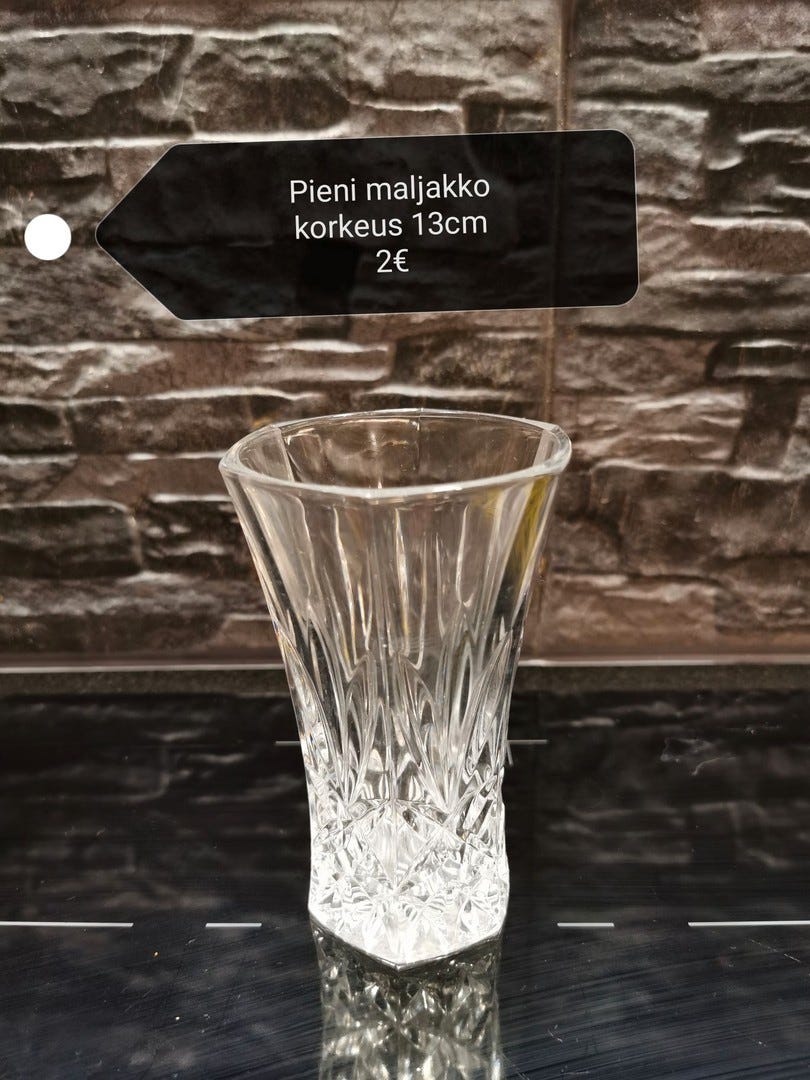 Pieni maljakko
korkeus 13cm
2€